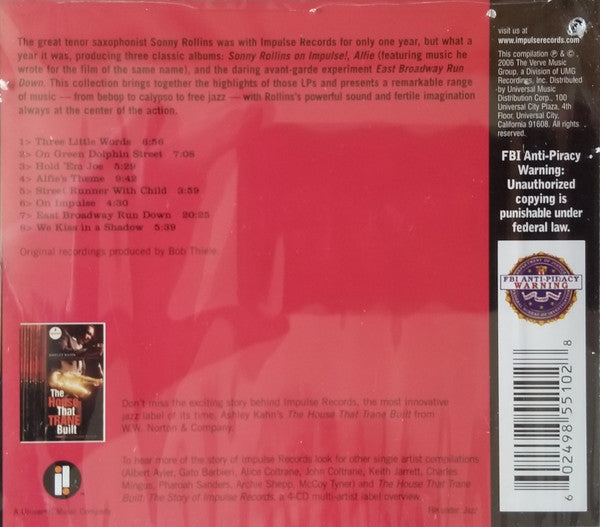 The great tenor saxophonist Sonny Rollins was with Impulse Records for only one year, but what a
year it was, producing three classic albums: Sonny Rollins on Impulse!, Alfie (featuring music he
wrote for the film of the same name), and the daring avant-garde experiment East Broadway Run
Down. This collection brings together the highlights of those LPs and presents a remarkable range
of music — from bebop to calypso to free jazz — with Rollins's powerful sound and fertile imagination
always at the center of the action.
1> Three Little Words 6:56
2> On Green Dolphin Street 7:08
3> Hold 'Em Joe 5:29
4> Alfie's Theme 9:42
5> Street Runner With Child 3:59
6> On Impulse 4:30
7> East Broadway Run Down 20:25
8> We Kiss in a Shadow 5:39
Original recordings produced by Bob Thiele.
ASHLEY KAHN
The
House
That
TRANE
Built
Don't miss the exciting story behind Impulse Records, the most innovative
jazz label of its time, Ashley Kahn's The House That Trane Built from
W.W. Norton & Company.
To hear more of the story of Impulse Records look for other single artist compilations
(Albert Ayler, Gato Barbieri, Alice Coltrane, John Coltrane, Keith Jarrett, Charles
Mingus, Pharoah Sanders, Archie Shepp, McCoy Tyner) and The House That Trane
Built: The Story of Impulse Records, a 4-CD multi-artist label overview.
A Universal Music Company
File under: Jazz
visit us at
www.impulserecords.com
This compilation ℗ & ©
2006 The Verve Music
Group, a Division of UMG
Recordings, Inc. Distributed
by Universal Music
Distribution Corp., 100
Universal City Plaza, 4th
Floor, Universal City,
California 91608. All rights
reserved.
FBI Anti-Piracy
Warning:
Unauthorized
copying is
punishable under
federal law.
FBI ANTI-PIRACY
WARNING
6 02498 55102 8